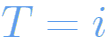 T = i